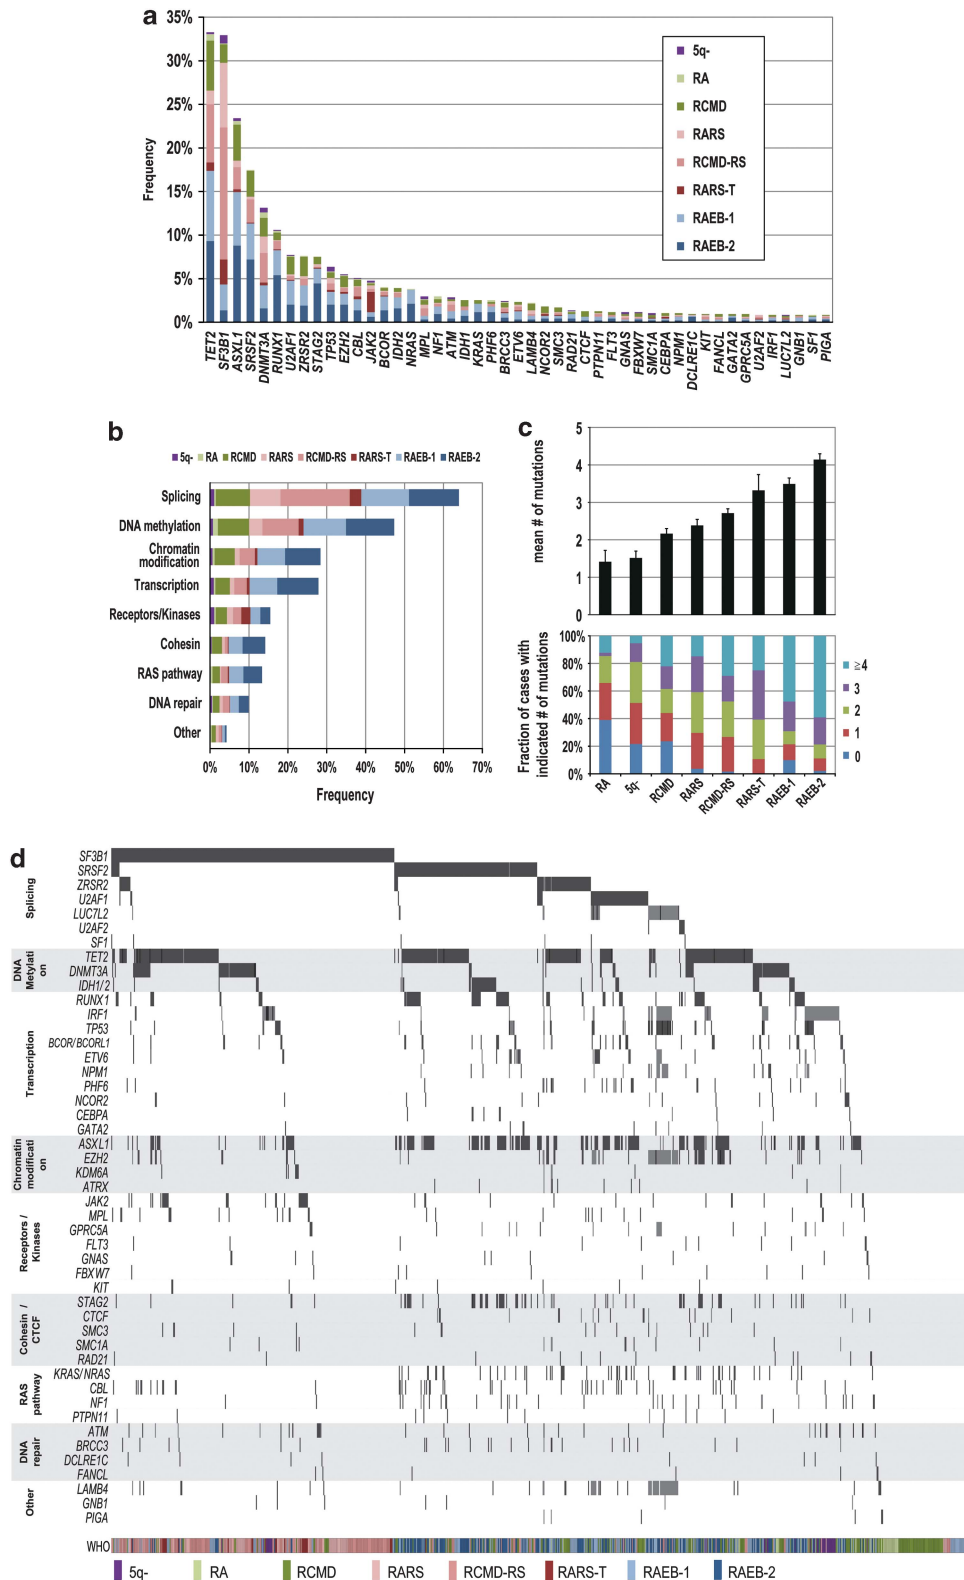 a
35%
30%
25%
20%
15%
10%
5%
0%
Frequency
5q-
RA
RCMD
RARS
RCMD-RS
RARS-T
RAEB-1
RAEB-2
TET2
SF3B1
ASXL1
SRSF2
DNMT3A
RUNX1
U2AF1
ZRSR2
STAG2
TP53
EZH2
CBL
JAK2
BCOR
IDH2
NRAS
MPL
NF1
ATM
IDH1
KRAS
PHF6
BRCC3
ETV6
LAMB4
NCOR2
SMC3
RAD21
CTCF
PTPN11
FLT3
GNAS
FBXW7
SMC1A
CEBPA
NPM1
DCLRE1C
KIT
FANCL
GATA2
GPRC5A
U2AF2
IRF1
LUC7L2
GNB1
SF1
PIGA
b
5q- RA RCMD RARS RCMD-RS RARS-T RAEB-1 RAEB-2
Splicing
DNA methylation
Chromatin
modification
Transcription
Receptors/Kinases
Cohesin
RAS pathway
DNA repair
Other
0% 10% 20% 30% 40% 50% 60% 70%
Frequency
c
mean # of mutations
5
4
3
2
1
0
Fraction of cases with
indicated # of mutations
100%
80%
60%
40%
20%
0%
≧4
3
2
1
0
RA
5q-
RCMD
RARS
RCMD-RS
RARS-T
RAEB-1
RAEB-2
d
Splicing
SF3B1
SRSF2
ZRSR2
U2AF1
LUC7L2
U2AF2
SF1
DNA
Metylati
on
TET2
DNMT3A
IDH1/2
Transcription
RUNX1
IRF1
TP53
BCOR/BCORL1
ETV6
NPM1
PHF6
NCOR2
CEBPA
GATA2
Chromatin
modificati
on
ASXL1
EZH2
KDM6A
ATRX
Receptors /
Kinases
JAK2
MPL
GPRC5A
FLT3
GNAS
FBXW7
KIT
Cohesin /
CTCF
STAG2
CTCF
SMC3
SMC1A
RAD21
RAS
pathway
KRAS/NRAS
CBL
NF1
PTPN11
DNA
repair
ATM
BRCC3
DCLRE1C
FANCL
Other
LAMB4
GNB1
PIGA
WHO
5q- RA RCMD RARS RCMD-RS RARS-T RAEB-1 RAEB-2